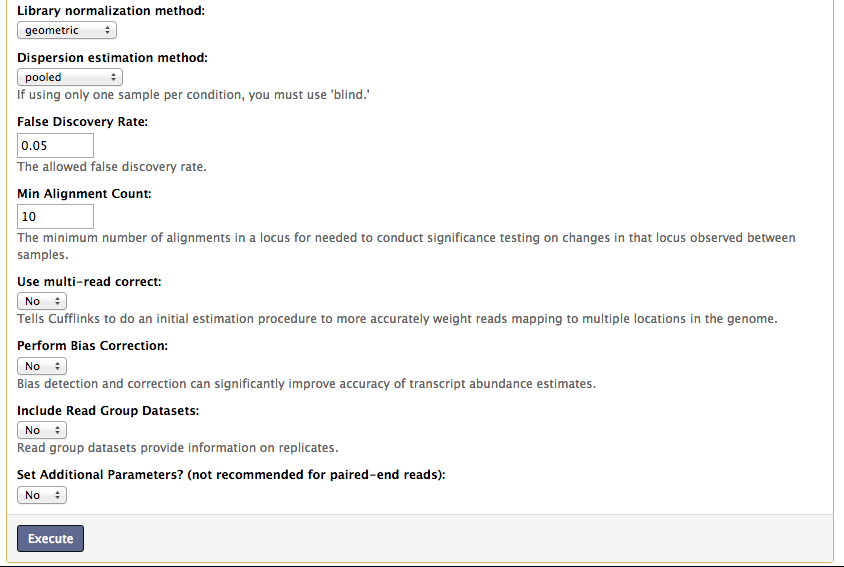 Library normalization method:
geometric
Dispersion estimation method:
pooled
If using only one sample per condition, you must use 'blind.'
False Discovery Rate:
0.05
The allowed false discovery rate.
Min Alignment Count:
10
The minimum number of alignments in a locus for needed to conduct significance testing on changes in that locus observed between
samples.
Use multi-read correct:
No
Tells Cufflinks to do an initial estimation procedure to more accurately weight reads mapping to multiple locations in the genome.
Perform Bias Correction:
No
Bias detection and correction can significantly improve accuracy of transcript abundance estimates.
Include Read Group Datasets:
No
Read group datasets provide information on replicates.
Set Additional Parameters? (not recommended for paired-end reads):
No
Execute